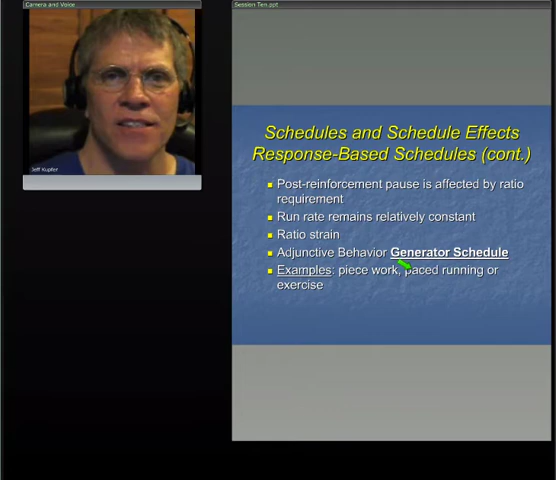 Camera and Voice
Session Ten.ppt
Jeff Kupfer
Schedules and Schedule Effects
Response-Based Schedules (cont.)
Post-reinforcement pause is affected by ratio
requirement
Run rate remains relatively constant
Ratio strain
Adjunctive Behavior Generator Schedule
Examples: piece work, paced running or
exercise